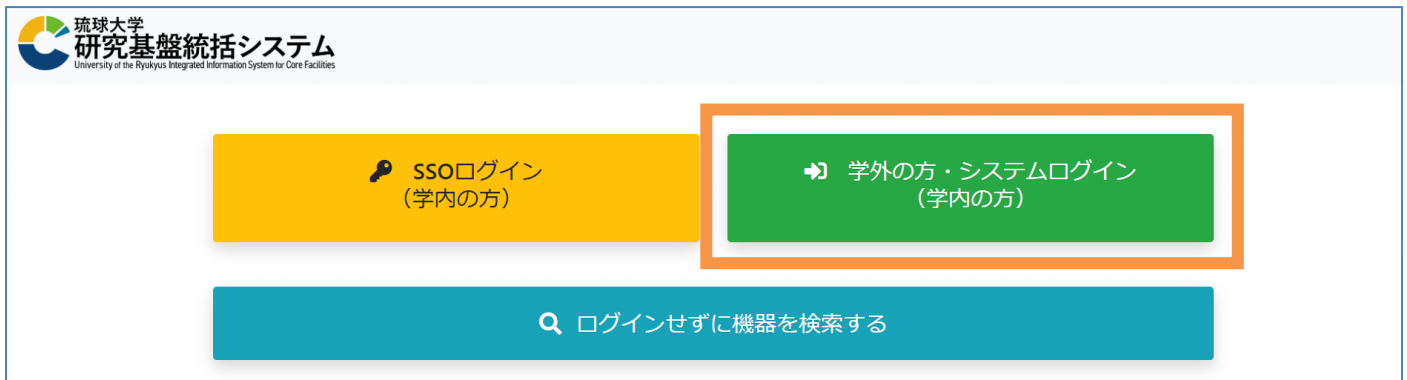 琉球大学
研究基盤統括システム
University of the Ryukyus Integrated Information System for Core Facilities
SSOログイン
（学内の方）
学外の方・システムログイン
（学内の方）
ログインせずに機器を検索する